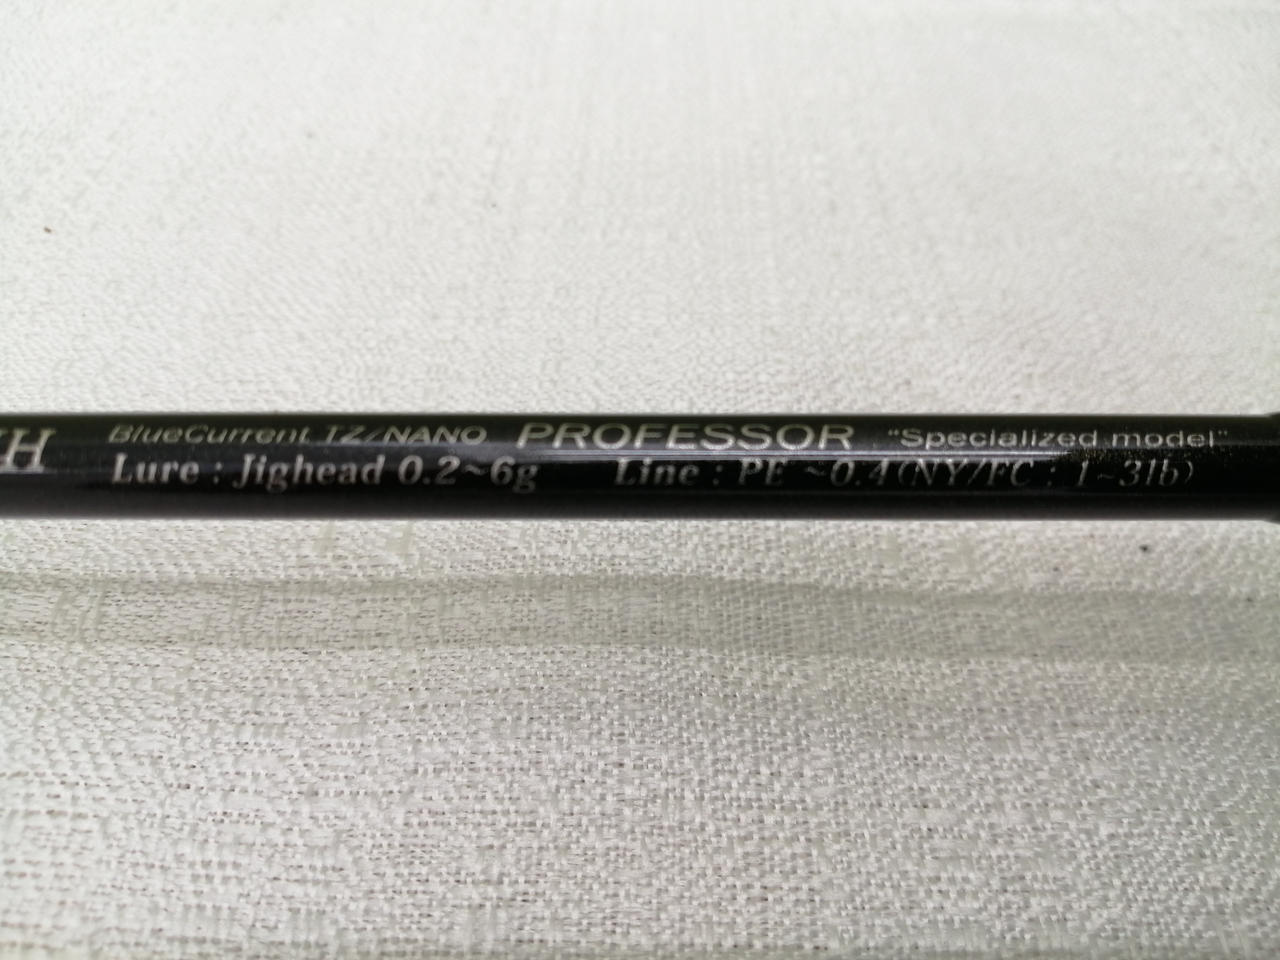 BlueCurrent TZ/NANO PROFESSOR "Specialized model"
Lure : Jighead 0.2~6g Line : PE ~0.4(NY/FC : 1~3lb)